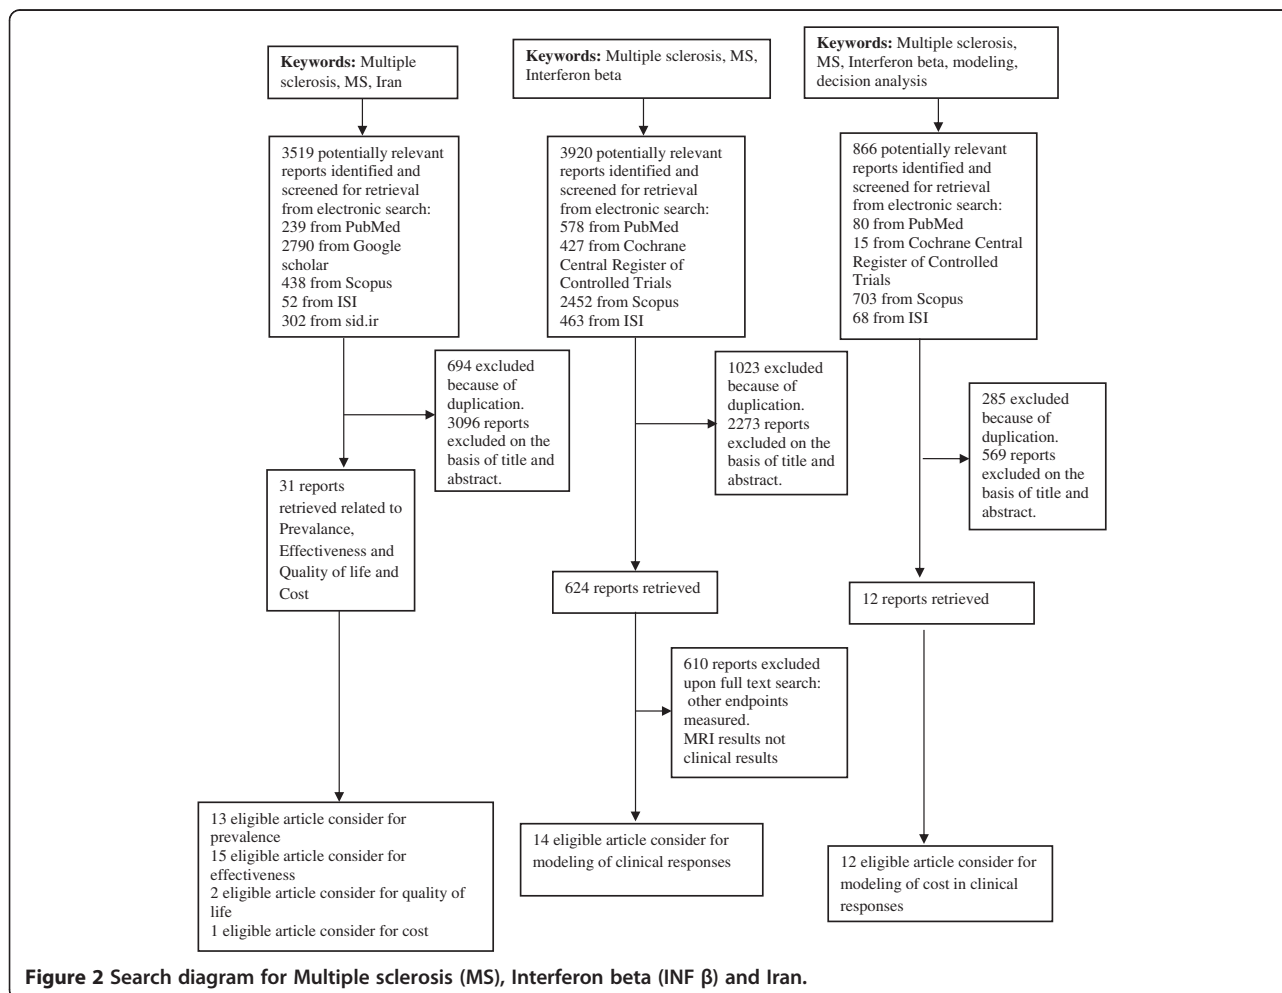 Keywords: Multiple
sclerosis, MS, Iran
3519 potentially relevant
reports identified and
screened for retrieval
from electronic search:
239 from PubMed
2790 from Google
scholar
438 from Scopus
52 from ISI
302 from sid.ir
694 excluded
because of
duplication.
3096 reports
excluded on the
basis of title and
abstract.
31 reports
retrieved related to
Prevalance,
Effectiveness and
Quality of life and
Cost
13 eligible article consider for
prevalence
15 eligible article consider for
effectiveness
2 eligible article consider for quality of
life
1 eligible article consider for cost
Keywords: Multiple sclerosis, MS,
Interferon beta
3920 potentially relevant
reports identified and
screened for retrieval
from electronic search:
578 from PubMed
427 from Cochrane
Central Register of
Controlled Trials
2452 from Scopus
463 from ISI
1023 excluded
because of
duplication.
2273 reports
excluded on the
basis of title and
abstract.
624 reports retrieved
610 reports excluded
upon full text search:
other endpoints
measured.
MRI results not
clinical results
14 eligible article consider for
modeling of clinical responses
Keywords: Multiple sclerosis,
MS, Interferon beta, modeling,
decision analysis
866 potentially relevant
reports identified and
screened for retrieval
from electronic search:
80 from PubMed
15 from Cochrane Central
Register of Controlled
Trials
703 from Scopus
68 from ISI
285 excluded
because of
duplication.
569 reports
excluded on the
basis of title and
abstract.
12 reports retrieved
12 eligible article consider for
modeling of cost in clinical
responses
Figure 2 Search diagram for Multiple sclerosis (MS), Interferon beta (INF β) and Iran.